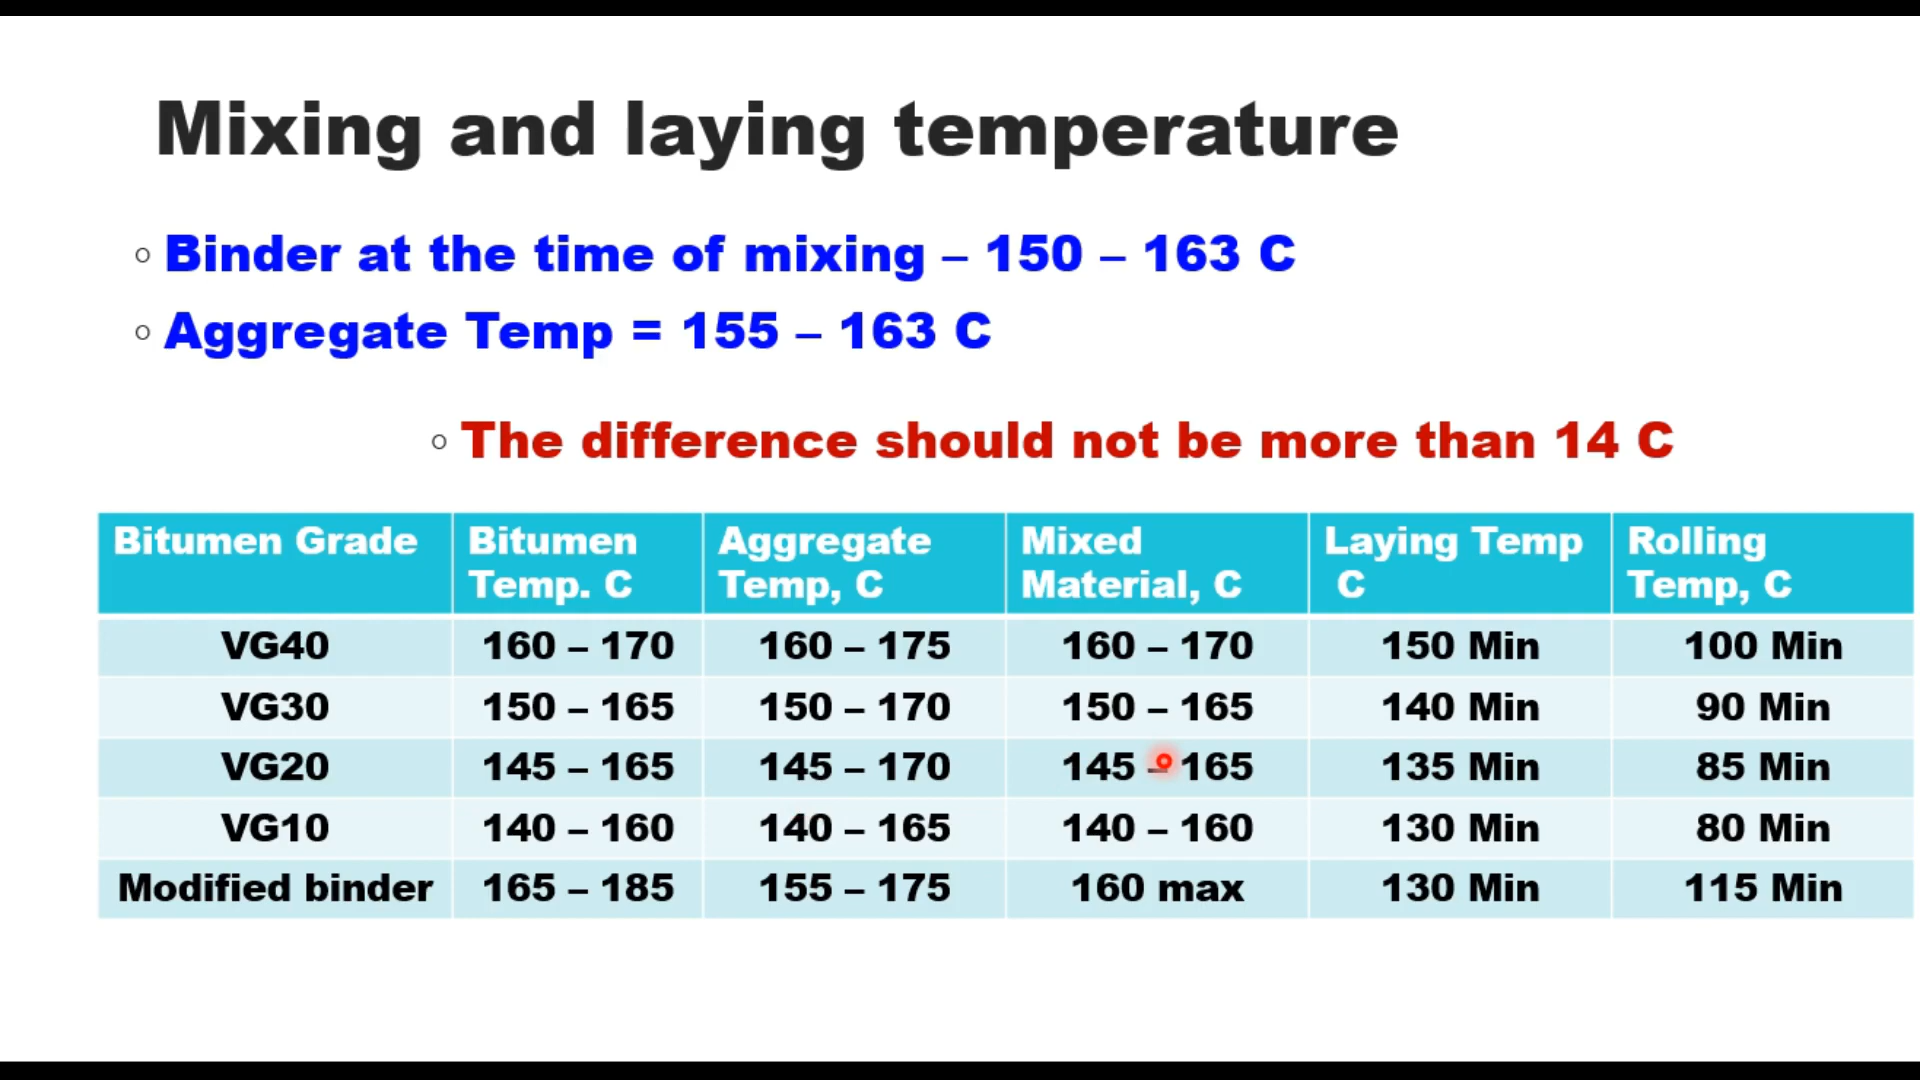 Mixing and laying temperature
Binder at the time of mixing – 150 – 163 C
Aggregate Temp = 155 – 163 C
The difference should not be more than 14 C
Bitumen Grade Bitumen Temp. C Aggregate Temp, C Mixed Material, C Laying Temp C Rolling Temp, C
VG40 160 – 170 160 – 175 160 – 170 150 Min 100 Min
VG30 150 – 165 150 – 170 150 – 165 140 Min 90 Min
VG20 145 – 165 145 – 170 145 – 165 135 Min 85 Min
VG10 140 – 160 140 – 165 140 – 160 130 Min 80 Min
Modified binder 165 – 185 155 – 175 160 max 130 Min 115 Min